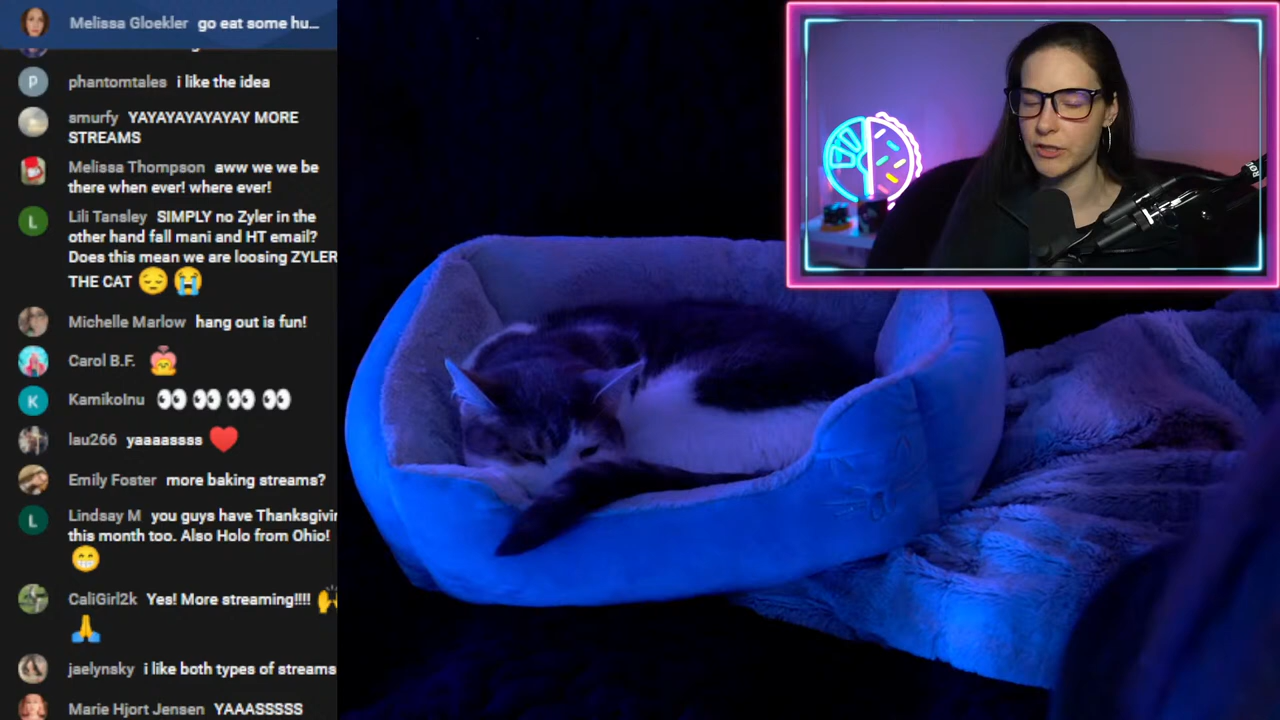 Melissa Gloekler go eat some hu...
phantomtales i like the idea
smurfy YAYAYAYAYAYAY MORE
STREAMS
Melissa Thompson aww we we be
there when ever! where ever!
Lili Tansley SIMPLY no Zyler in the
other hand fall mani and HT email?
Does this mean we are loosing ZYLER
THE CAT 😔😭
Michelle Marlow hang out is fun!
Carol B.F.
KamikoInu 👀👀👀👀
lau266 yaaaassss ♥️
Emily Foster more baking streams?
Lindsay M you guys have Thanksgivin
this month too. Also Holo from Ohio!
😁
CaliGirl2k Yes! More streaming!!!! 🙌
🙏
jaelynsky i like both types of streams
Marie Hjort Jensen YAAASSSSS
P
L
K
L